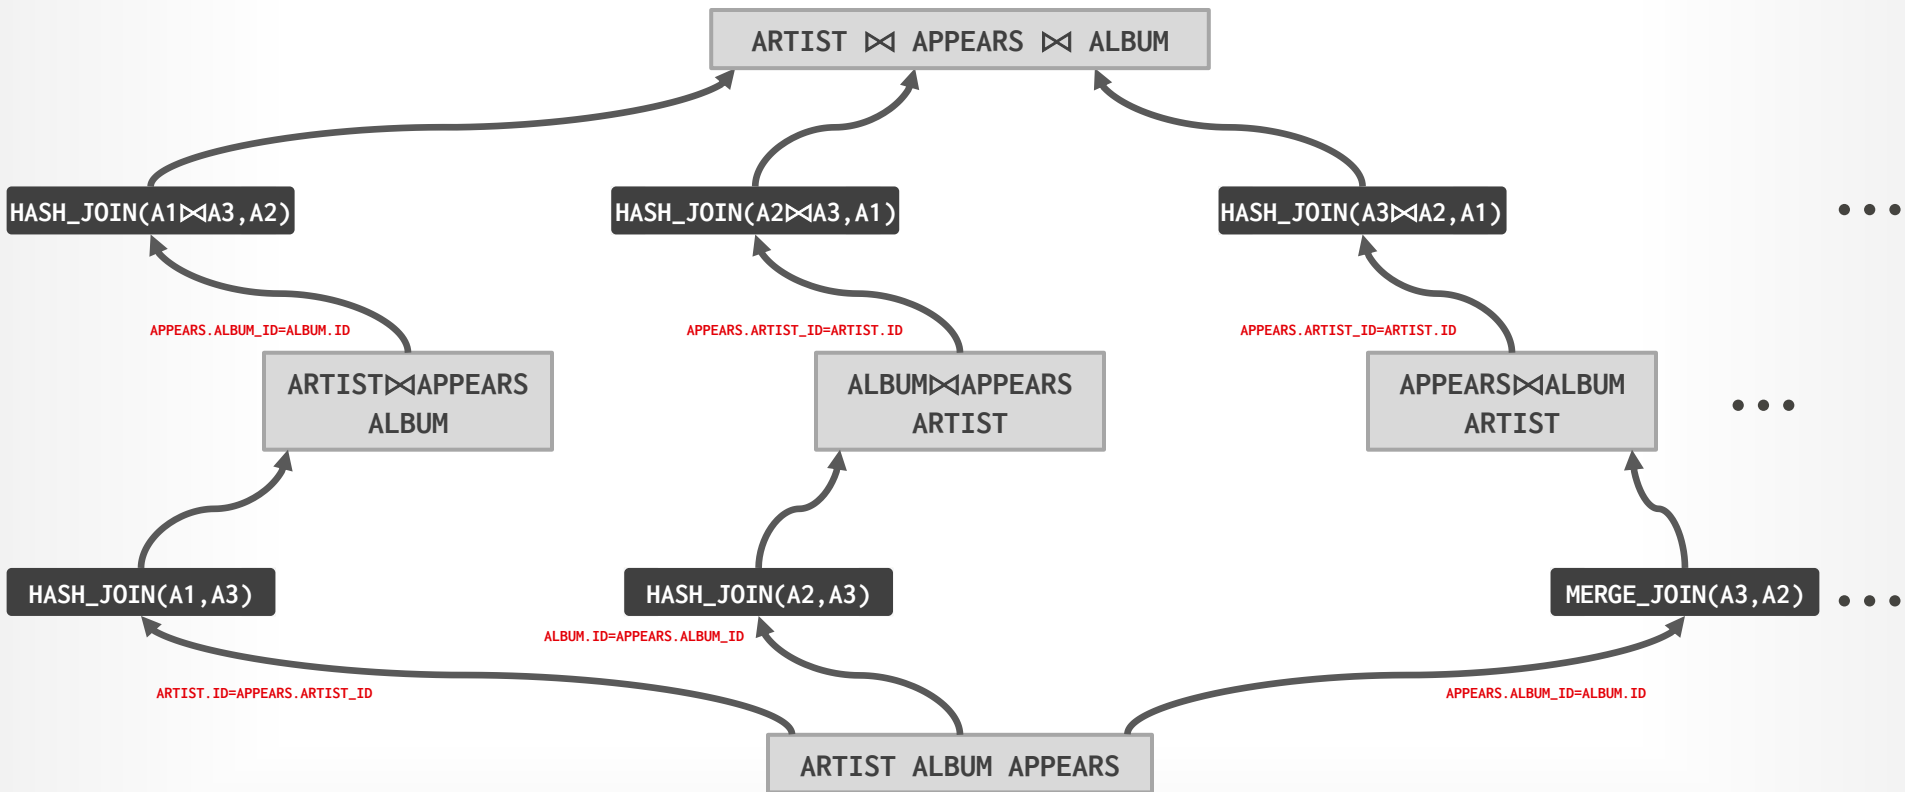 ARTIST ⋈ APPEARS ⋈ ALBUM
HASH_JOIN(A1⋈A3,A2)
HASH_JOIN(A2⋈A3,A1)
HASH_JOIN(A3⋈A2,A1)
•••
APPEARS.ALBUM_ID=ALBUM.ID
APPEARS.ARTIST_ID=ARTIST.ID
APPEARS.ARTIST_ID=ARTIST.ID
ARTIST⋈APPEARS
ALBUM
ALBUM⋈APPEARS
ARTIST
APPEARS⋈ALBUM
ARTIST
•••
HASH_JOIN(A1,A3)
HASH_JOIN(A2,A3)
MERGE_JOIN(A3,A2)
•••
ALBUM.ID=APPEARS.ALBUM_ID
ARTIST.ID=APPEARS.ARTIST_ID
APPEARS.ALBUM_ID=ALBUM.ID
ARTIST ALBUM APPEARS